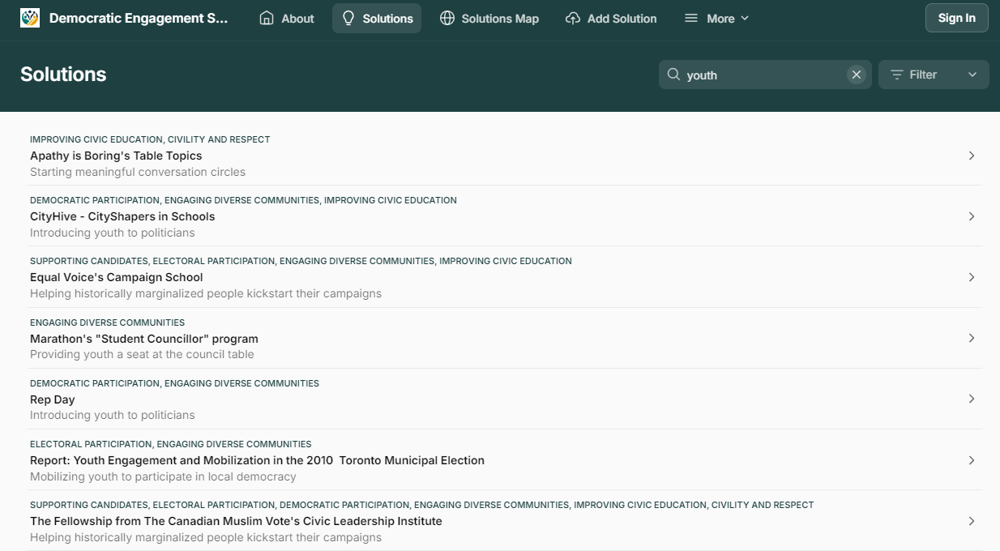 Democratic Engagement S...
About
Solutions
Solutions Map
Add Solution
More
Sign In
Solutions
youth
Filter
IMPROVING CIVIC EDUCATION, CIVILITY AND RESPECT
Apathy is Boring's Table Topics
Starting meaningful conversation circles
DEMOCRATIC PARTICIPATION, ENGAGING DIVERSE COMMUNITIES, IMPROVING CIVIC EDUCATION
CityHive - CityShapers in Schools
Introducing youth to politicians
SUPPORTING CANDIDATES, ELECTORAL PARTICIPATION, ENGAGING DIVERSE COMMUNITIES, IMPROVING CIVIC EDUCATION
Equal Voice's Campaign School
Helping historically marginalized people kickstart their campaigns
ENGAGING DIVERSE COMMUNITIES
Marathon's "Student Councillor" program
Providing youth a seat at the council table
DEMOCRATIC PARTICIPATION, ENGAGING DIVERSE COMMUNITIES
Rep Day
Introducing youth to politicians
ELECTORAL PARTICIPATION, ENGAGING DIVERSE COMMUNITIES
Report: Youth Engagement and Mobilization in the 2010  Toronto Municipal Election
Mobilizing youth to participate in local democracy
SUPPORTING CANDIDATES, ELECTORAL PARTICIPATION, DEMOCRATIC PARTICIPATION, ENGAGING DIVERSE COMMUNITIES, IMPROVING CIVIC EDUCATION, CIVILITY AND RESPECT
The Fellowship from The Canadian Muslim Vote's Civic Leadership Institute
Helping historically marginalized people kickstart their campaigns